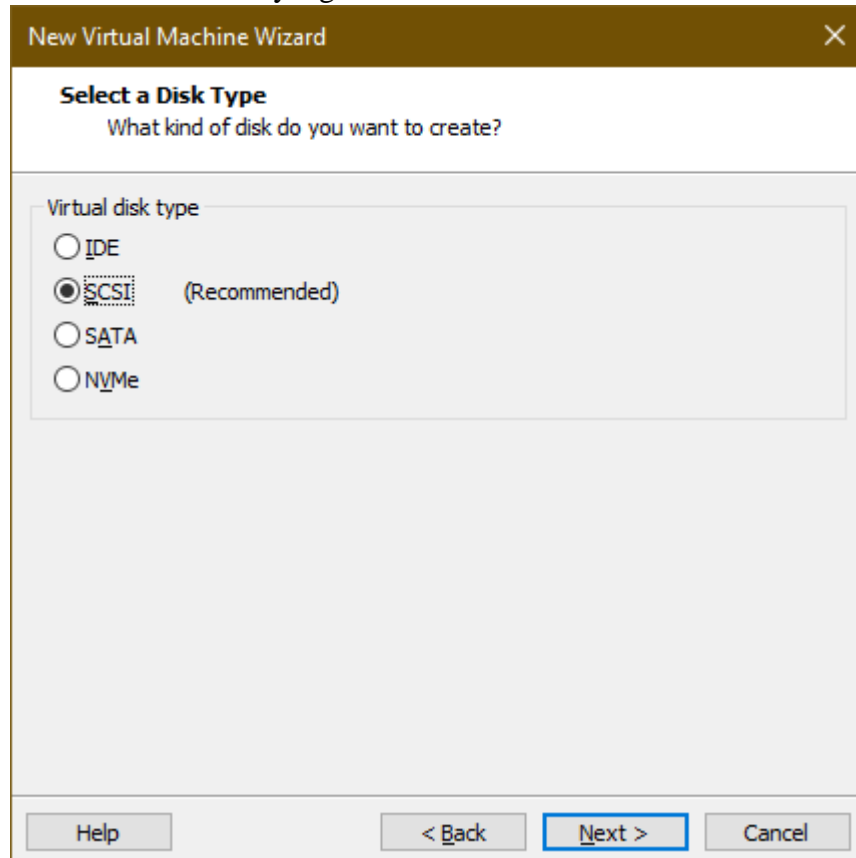 New Virtual Machine Wizard
Select a Disk Type
What kind of disk do you want to create?
Virtual disk type
IDE
SCSI (Recommended)
SATA
NVMe
Help < Back Next > Cancel